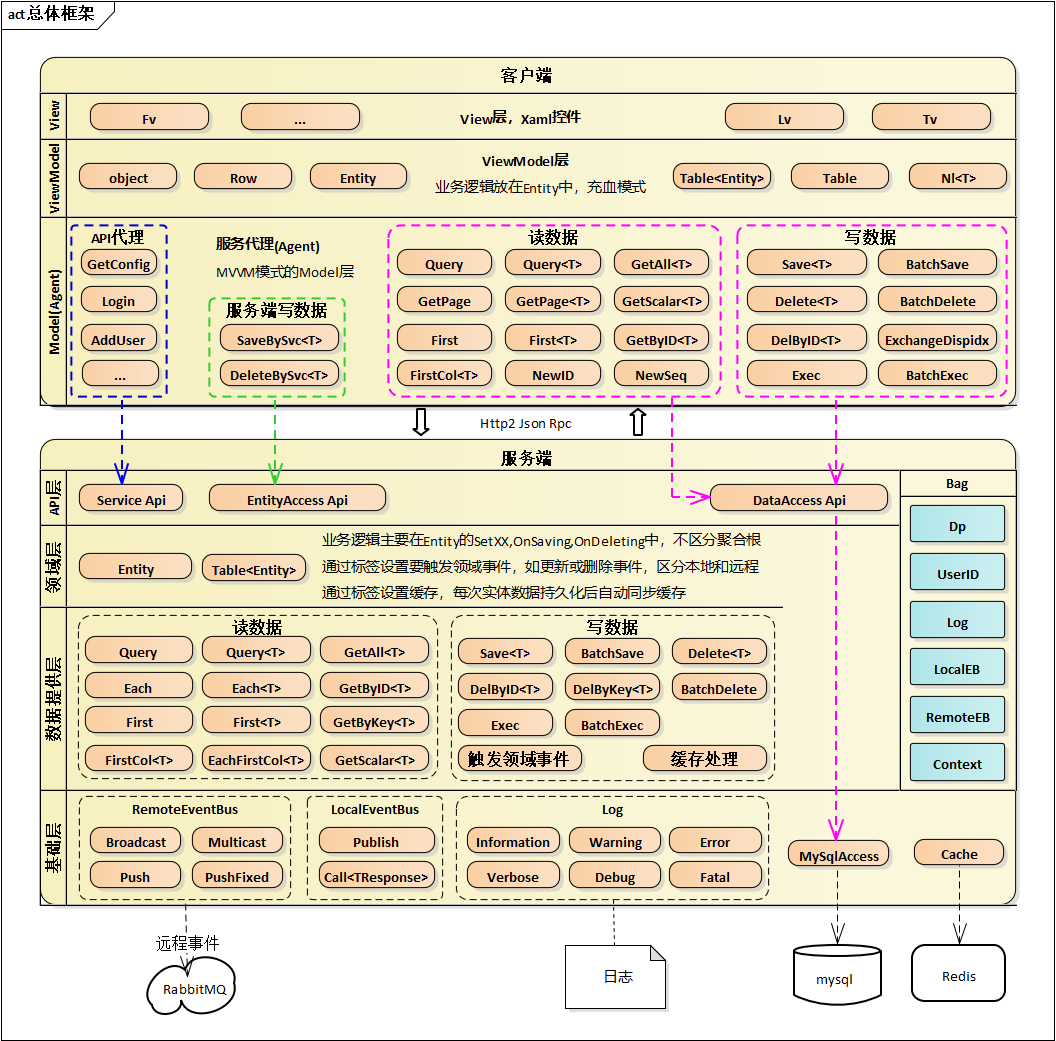 act 总体框架
客户端
View
Fv
...
View层，Xaml控件
Lv
Tv
ViewModel
object
Row
Entity
ViewModel层
业务逻辑放在Entity中，充血模式
Table<Entity>
Table
Nl<T>
Model(Agent)
API代理
GetConfig
Login
AddUser
...
服务代理(Agent)
MVVM模式的Model层
服务端写数据
SaveBySvc<T>
DeleteBySvc<T>
读数据
Query
Query<T>
GetAll<T>
GetPage
GetPage<T>
GetScalar<T>
First
First<T>
GetByID<T>
FirstCol<T>
NewID
NewSeq
写数据
Save<T>
BatchSave
Delete<T>
BatchDelete
DelByID<T>
ExchangeDispidx
Exec
BatchExec
Http2 Json Rpc
服务端
API层
Service Api
EntityAccess Api
DataAccess Api
Bag
Dp
UserID
Log
LocalEB
RemoteEB
Context
领域层
Entity
Table<Entity>
业务逻辑主要在Entity的SetXX,OnSaving,OnDeleting中，不区分聚合根
通过标签设置要触发领域事件，如更新或删除事件，区分本地和远程
通过标签设置缓存，每次实体数据持久化后自动同步缓存
数据提供层
读数据
Query
Query<T>
GetAll<T>
Each
Each<T>
GetByID<T>
First
First<T>
GetByKey<T>
FirstCol<T>
EachFirstCol<T>
GetScalar<T>
写数据
Save<T>
BatchSave
Delete<T>
DelByID<T>
DelByKey<T>
BatchDelete
Exec
BatchExec
触发领域事件
缓存处理
基础层
RemoteEventBus
Broadcast
Multicast
Push
PushFixed
LocalEventBus
Publish
Call<TResponse>
Log
Information
Warning
Error
Verbose
Debug
Fatal
MySqlAccess
Cache
远程事件
RabbitMQ
日志
mysql
Redis